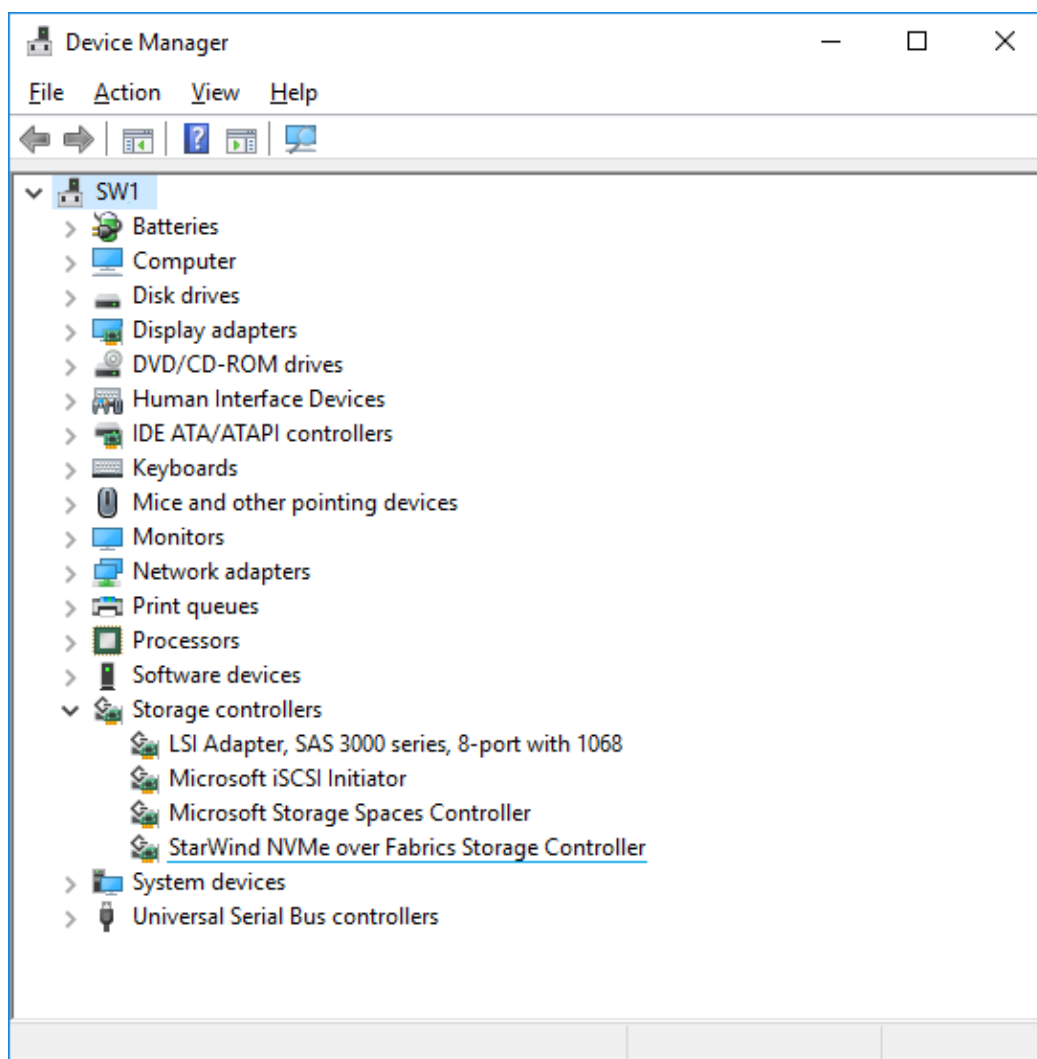 Device Manager
File Action View Help
SW1
Batteries
Computer
Disk drives
Display adapters
DVD/CD-ROM drives
Human Interface Devices
IDE ATA/ATAPI controllers
Keyboards
Mice and other pointing devices
Monitors
Network adapters
Print queues
Processors
Software devices
Storage controllers
LSI Adapter, SAS 3000 series, 8-port with 1068
Microsoft iSCSI Initiator
Microsoft Storage Spaces Controller
StarWind NVMe over Fabrics Storage Controller
System devices
Universal Serial Bus controllers